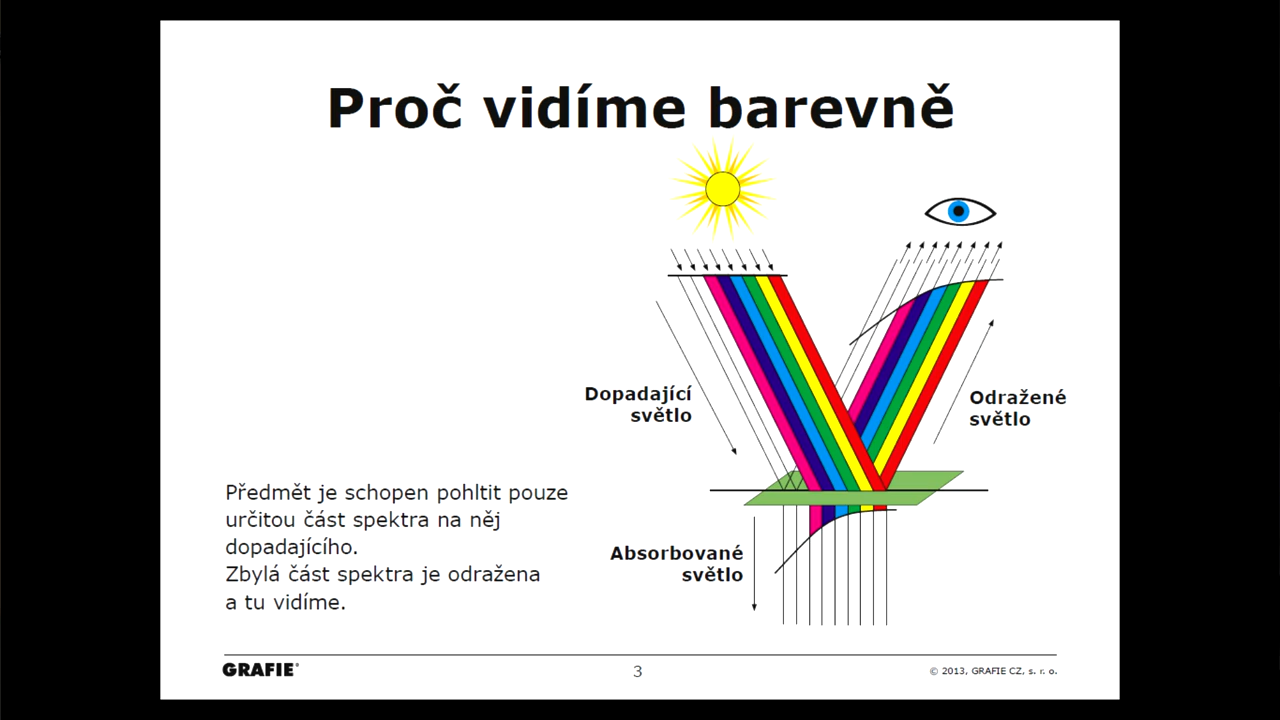 Proč vidíme barevně
Dopadající
světlo
Odražené
světlo
Předmět je schopen pohltit pouze
určitou část spektra na něj
dopadajícího.
Zbylá část spektra je odražena
a tu vidíme.
Absorbované
světlo
GRAFIE®
3
© 2013, GRAFIE CZ, s. r. o.